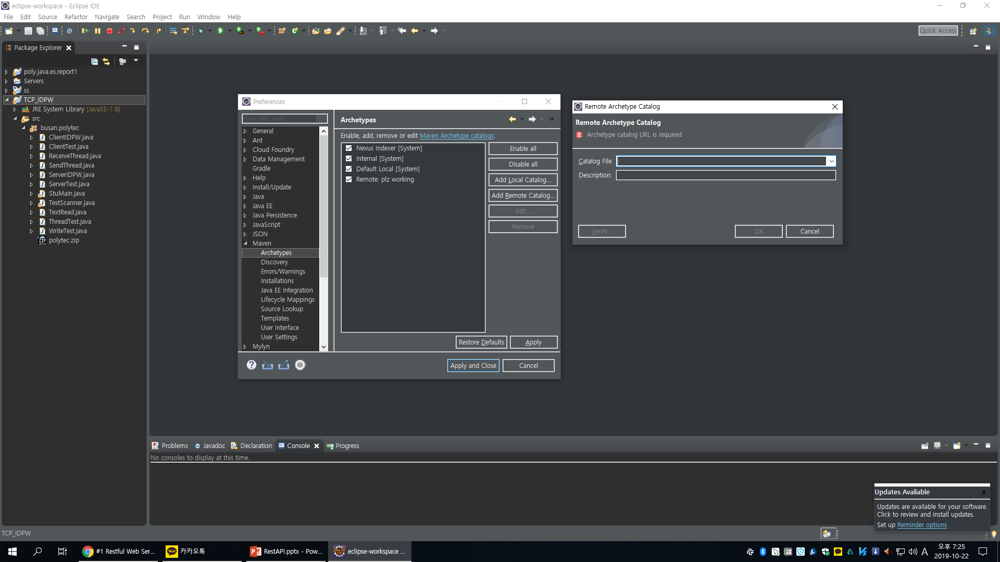 eclipse-workspace - Eclipse IDE
File Edit Source Refactor Navigate Search Project Run Window Help
Quick Access
Package Explorer
poly.java.es.report1
Servers
ss
TCP_IDPW
JRE System Library [JavaSE-1.8]
src
busan.polytec
ClientIDPW.java
ClientTest.java
ReceiveThread.java
SendThread.java
ServerIDPW.java
ServerTest.java
StuMain.java
TestScanner.java
TextRead.java
ThreadTest.java
WriteTest.java
polytec.zip
Preferences
type filter text
General
Ant
Cloud Foundry
Data Management
Gradle
Help
Install/Update
Java
Java EE
Java Persistence
JavaScript
JSON
Maven
Archetypes
Discovery
Errors/Warnings
Installations
Java EE Integration
Lifecycle Mappings
Source Lookup
Templates
User Interface
User Settings
Mylyn
Archetypes
Enable, add, remove or edit Maven Archetype catalogs:
Nexus Indexer [System]
Internal [System]
Default Local [System]
Remote: plz working
Enable all
Disable all
Add Local Catalog...
Add Remote Catalog...
Edit...
Remove
Restore Defaults Apply
Apply and Close Cancel
Remote Archetype Catalog
Remote Archetype Catalog
Archetype catalog URL is required
Catalog File:
Description:
Verify... OK Cancel
Problems Javadoc Declaration Console Progress
No consoles to display at this time.
Updates Available
Updates are available for your software.
Click to review and install updates.
Set up Reminder options
TCP_IDPW
#1 Restful Web Ser...
TALK 카카오톡
RestAPI.pptx - Pow...
eclipse-workspace ...
A
오후 7:25
2019-10-22